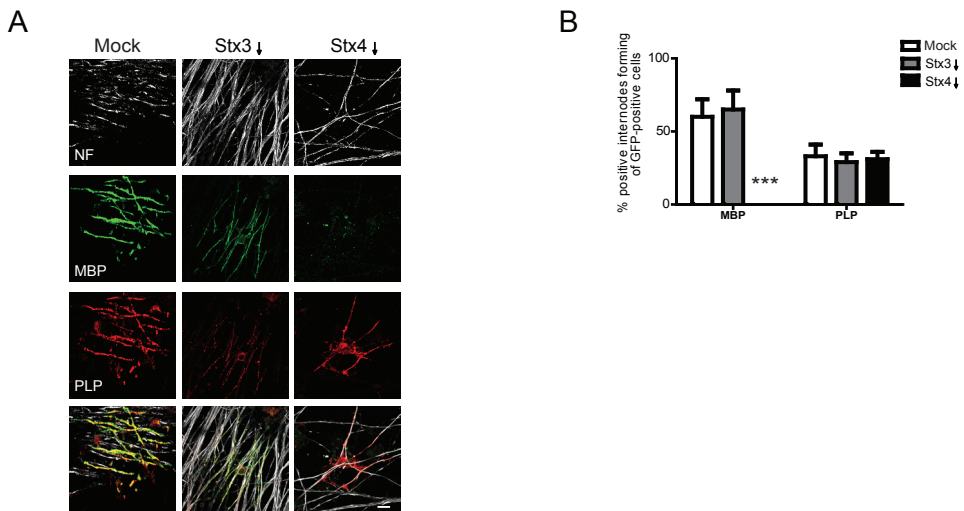 A
Mock
Stx3↓
Stx4↓
NF
MBP
PLP
B
% positive internodes forming
of GFP-positive cells
100
50
0
***
MBP
PLP
Mock
Stx3↓
Stx4↓